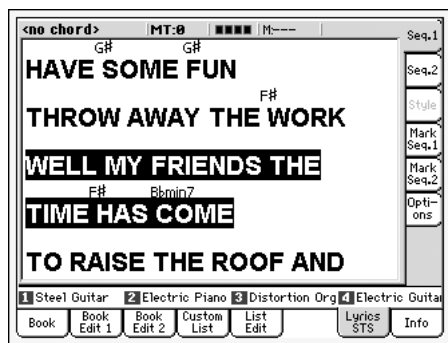 <no chord> MT:0 M:--- Seq.1
G# G#
HAVE SOME FUN
Seq.2
F#
THROW AWAY THE WORK
Style
Mark Seq.1
WELL MY FRIENDS THE
Mark Seq.2
F# Bbmin7
TIME HAS COME
Opti-ons
TO RAISE THE ROOF AND
1 Steel Guitar 2 Electric Piano 3 Distortion Org 4 Electric Guitar
Book Book Edit 1 Book Edit 2 Custom List List Edit Lyrics STS Info